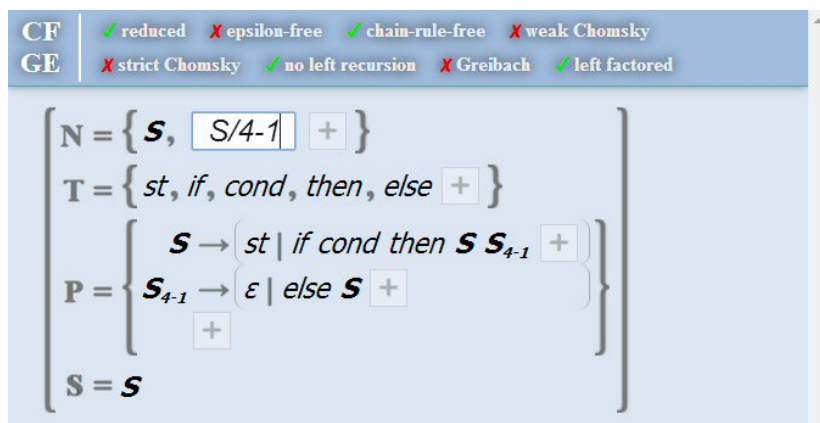 CF ✓ reduced ✗ epsilon-free ✓ chain-rule-free ✗ weak Chomsky
GE ✗ strict Chomsky ✓ no left recursion ✗ Greibach ✓ left factored
N = { S, S/4-1 + }
T = { st, if, cond, then, else + }
S → st | if cond then S S₄₋₁ +
P = { S₄₋₁ → ε | else S + }
+
S = S